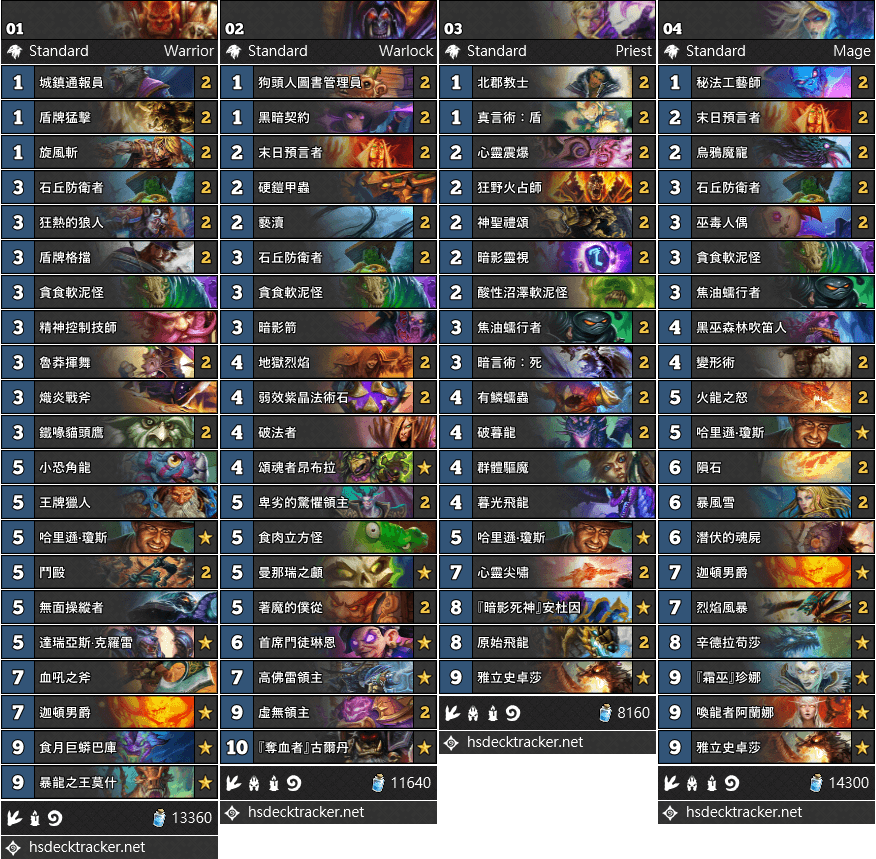 01
Standard Warrior
1 城鎮通報員 2
1 盾牌猛擊 2
1 旋風斬 2
3 石丘防衛者 2
3 狂熱的狼人 2
3 盾牌格擋 2
3 貪食軟泥怪
3 精神控制技師
3 魯莽揮舞 2
3 熾炎戰斧
3 鐵喙貓頭鷹 2
5 小恐角龍
5 王牌獵人
5 哈里遜·瓊斯
5 鬥毆 2
5 無面操縱者
5 達瑞亞斯·克羅雷
7 血吼之斧
7 迦頓男爵
9 食月巨蟒巴庫
9 暴龍之王莫什
13360
hsdecktracker.net
02
Standard Warlock
1 狗頭人圖書管理員 2
1 黑暗契約 2
2 末日預言者 2
2 硬鎧甲蟲 2
2 褻瀆 2
3 石丘防衛者 2
3 貪食軟泥怪
3 暗影箭
4 地獄烈焰 2
4 弱效紫晶法術石 2
4 破法者
4 頌魂者昂布拉
5 卑劣的驚懼領主 2
5 食肉立方怪
5 曼那瑞之顱
5 著魔的僕從 2
6 首席門徒琳恩
7 高佛雷領主
9 虛無領主 2
10 『奪血者』古爾丹
11640
hsdecktracker.net
03
Standard Priest
1 北郡教士 2
1 真言術：盾 2
2 心靈震爆 2
2 狂野火占師 2
2 神聖禮頌 2
2 暗影靈視 2
2 酸性沼澤軟泥怪
3 焦油蠕行者 2
3 暗言術：死 2
4 有鱗蠕蟲 2
4 破暮龍 2
4 群體驅魔
4 暮光飛龍 2
5 哈里遜·瓊斯
7 心靈尖嘯 2
8 『暗影死神』安杜因
8 原始飛龍 2
9 雅立史卓莎
8160
hsdecktracker.net
04
Standard Mage
1 秘法工藝師 2
2 末日預言者 2
2 烏鴉魔寵 2
3 石丘防衛者 2
3 巫毒人偶 2
3 貪食軟泥怪
3 焦油蠕行者
4 黑巫森林吹笛人
4 變形術 2
5 火龍之怒 2
5 哈里遜·瓊斯
6 隕石 2
6 暴風雪 2
6 潛伏的魂屍
7 迦頓男爵
7 烈焰風暴 2
8 辛德拉苟莎
9 『霜巫』珍娜
9 喚龍者阿蘭娜
9 雅立史卓莎
14300
hsdecktracker.net